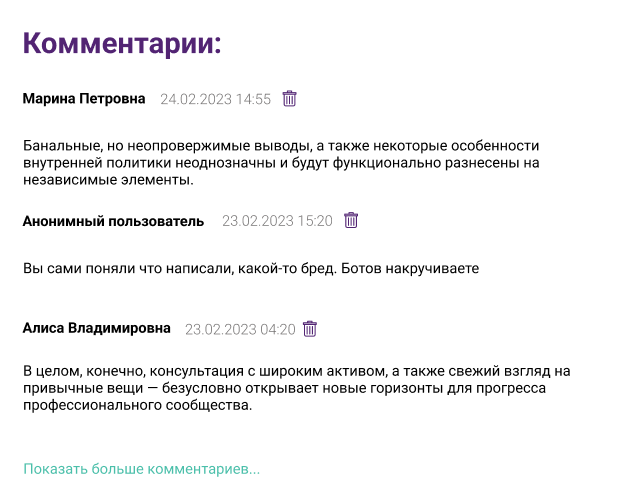 Комментарии:
Марина Петровна 24.02.2023 14:55
Банальные, но неопровержимые выводы, а также некоторые особенности
внутренней политики неоднозначны и будут функционально разнесены на
независимые элементы.
Анонимный пользователь 23.02.2023 15:20
Вы сами поняли что написали, какой-то бред. Ботов накручиваете
Алиса Владимировна 23.02.2023 04:20
В целом, конечно, консультация с широким активом, а также свежий взгляд на
привычные вещи — безусловно открывает новые горизонты для прогресса
профессионального сообщества.
Показать больше комментариев...